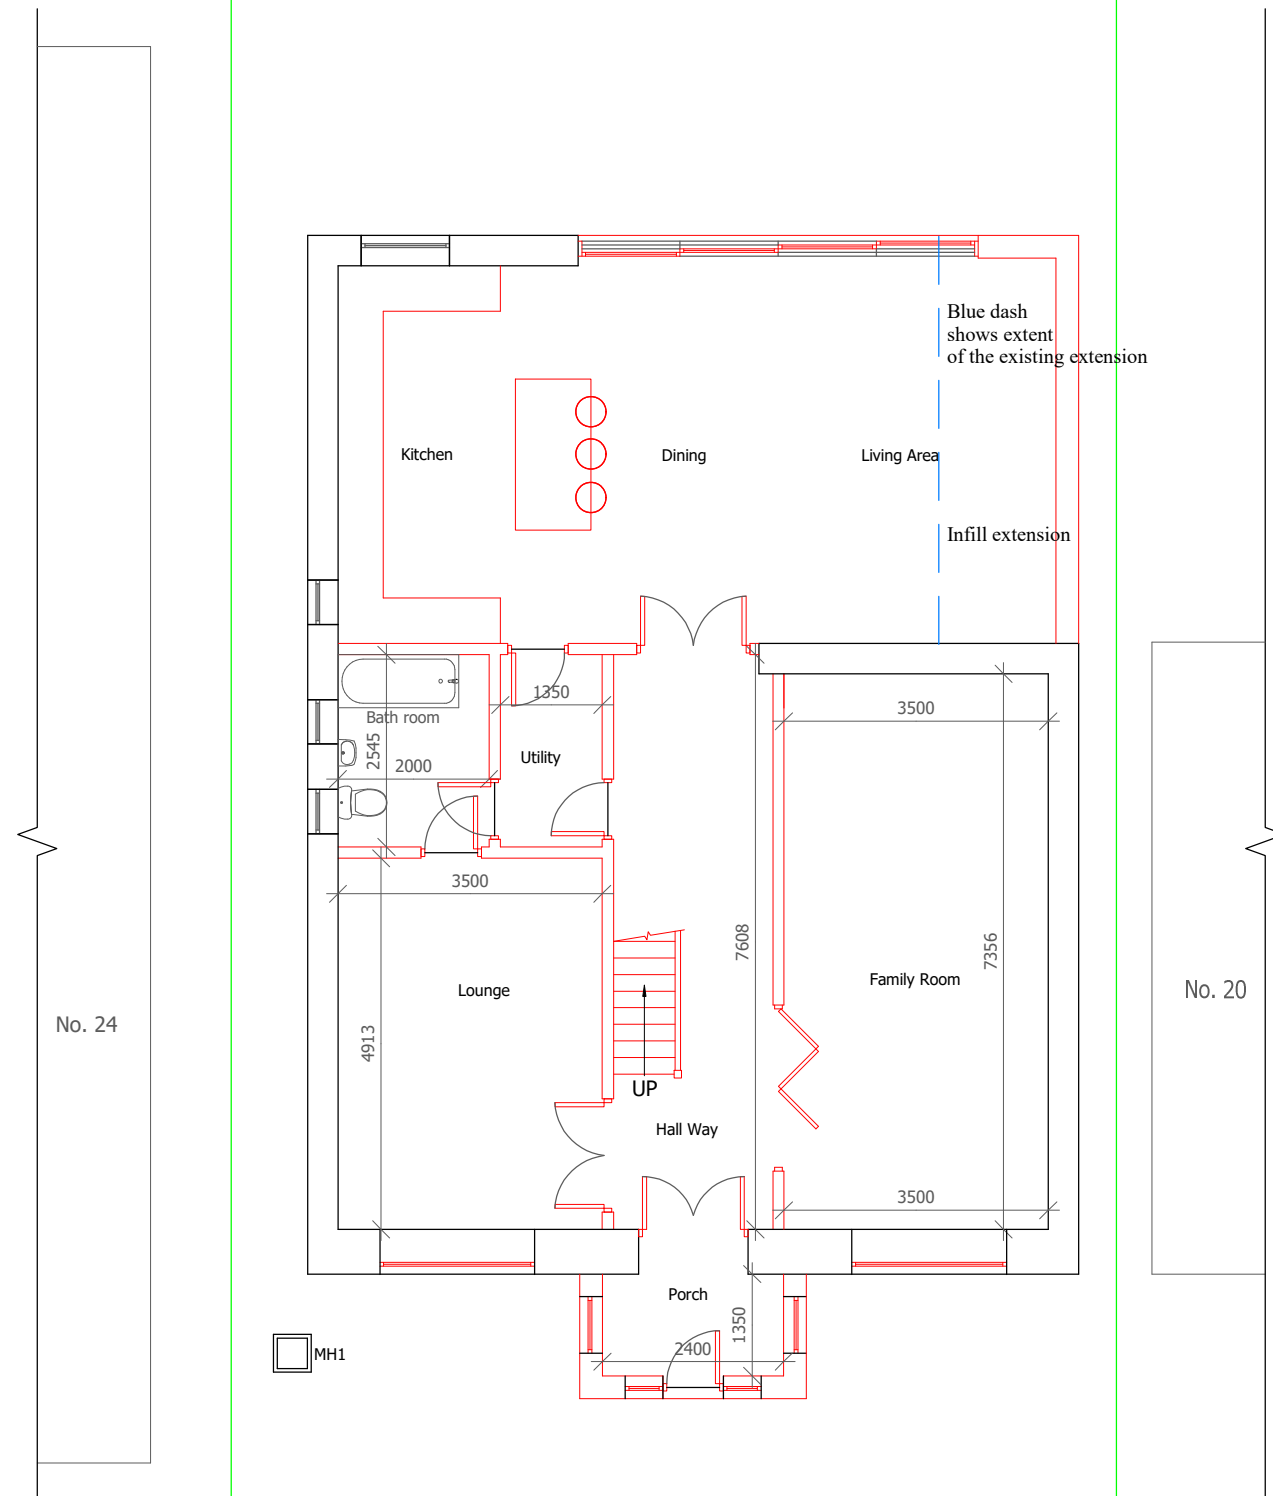 Blue dash
shows extent
of the existing extension
Kitchen
Dining
Living Area
Infill extension
1350
3500
Bath room
2545
2000
Utility
3500
7608
7356
Family Room
Lounge
No. 20
No. 24
4913
UP
Hall Way
3500
Porch
1350
2400
MH1